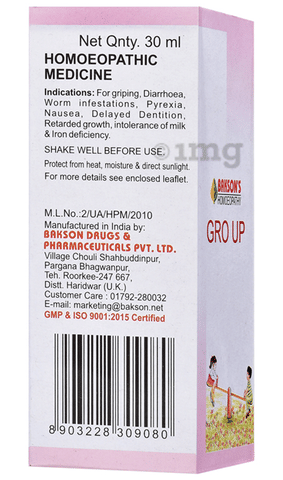 Net Qnty. 30 ml
HOMOEOPATHIC
MEDICINE
Indications: For griping, Diarrhoea,
Worm infestations, Pyrexia,
Nausea, Delayed Dentition,
Retarded growth, intolerance of milk
& Iron deficiency.
SHAKE WELL BEFORE USE.
Protect from heat, moisture & direct sunlight.
For more details see enclosed leaflet.
M.L.No.:2/UA/HPM/2010
Manufactured in India by:
BAKSON DRUGS &
PHARMACEUTICALS PVT. LTD.
Village Chouli Shahbuddinpur,
Pargana Bhagwanpur,
Teh. Roorkee-247 667,
Distt. Haridwar (U.K.)
Customer Care : 01792-280032
E-mail: marketing@bakson.net
GMP & ISO 9001:2015 Certified
8903228 309080
BAKSON'S
HOMOEOPATHY
GRO UP
1mg